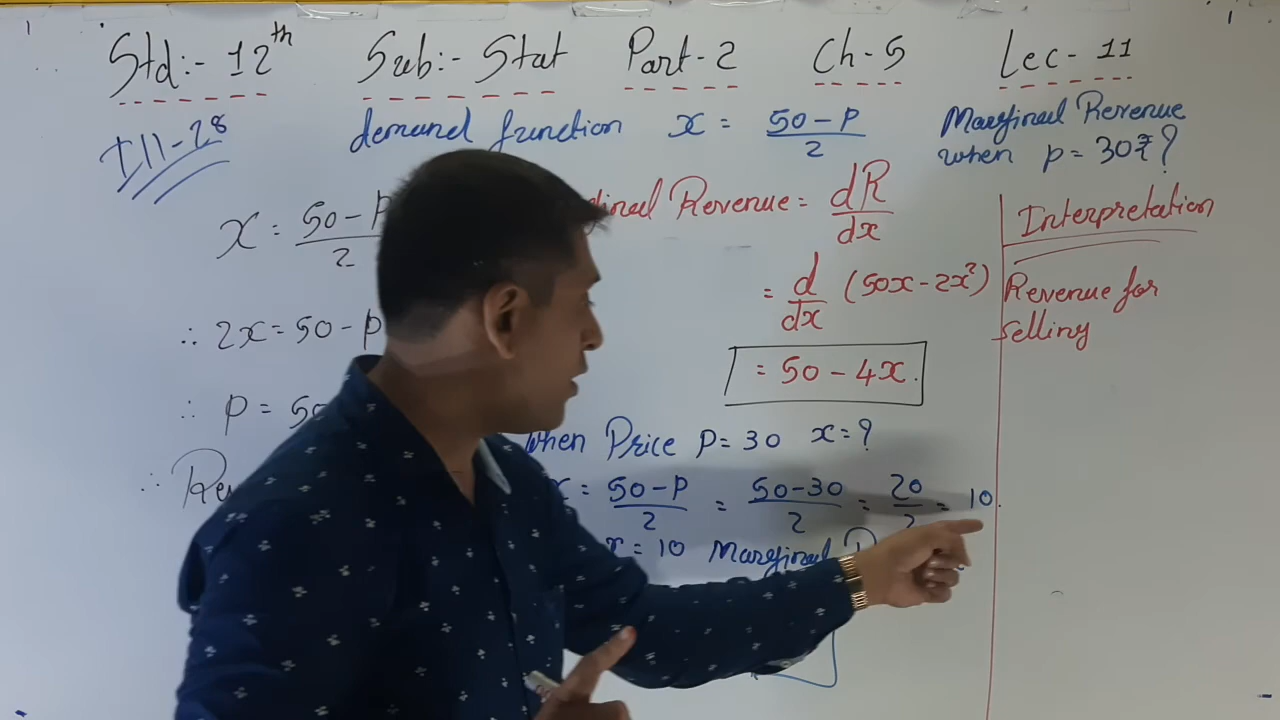 Std:- 12th Sub:- Stat Part-2 Ch-5 Lec-11
Ill-28 demand function x = 50-P / 2 Marginal Revenue
when p = 30₹?
x = 50-P / 2
∴ 2x = 50-P
∴ P = 50
Revenue = dR/dx
= d/dx (50x-2x²)
= 50-4x.
when Price P = 30 x = ?
x = 50-P / 2 = 50-30 / 2 = 20/2 = 10.
x = 10 Marginal
Interpretation
Revenue for
selling